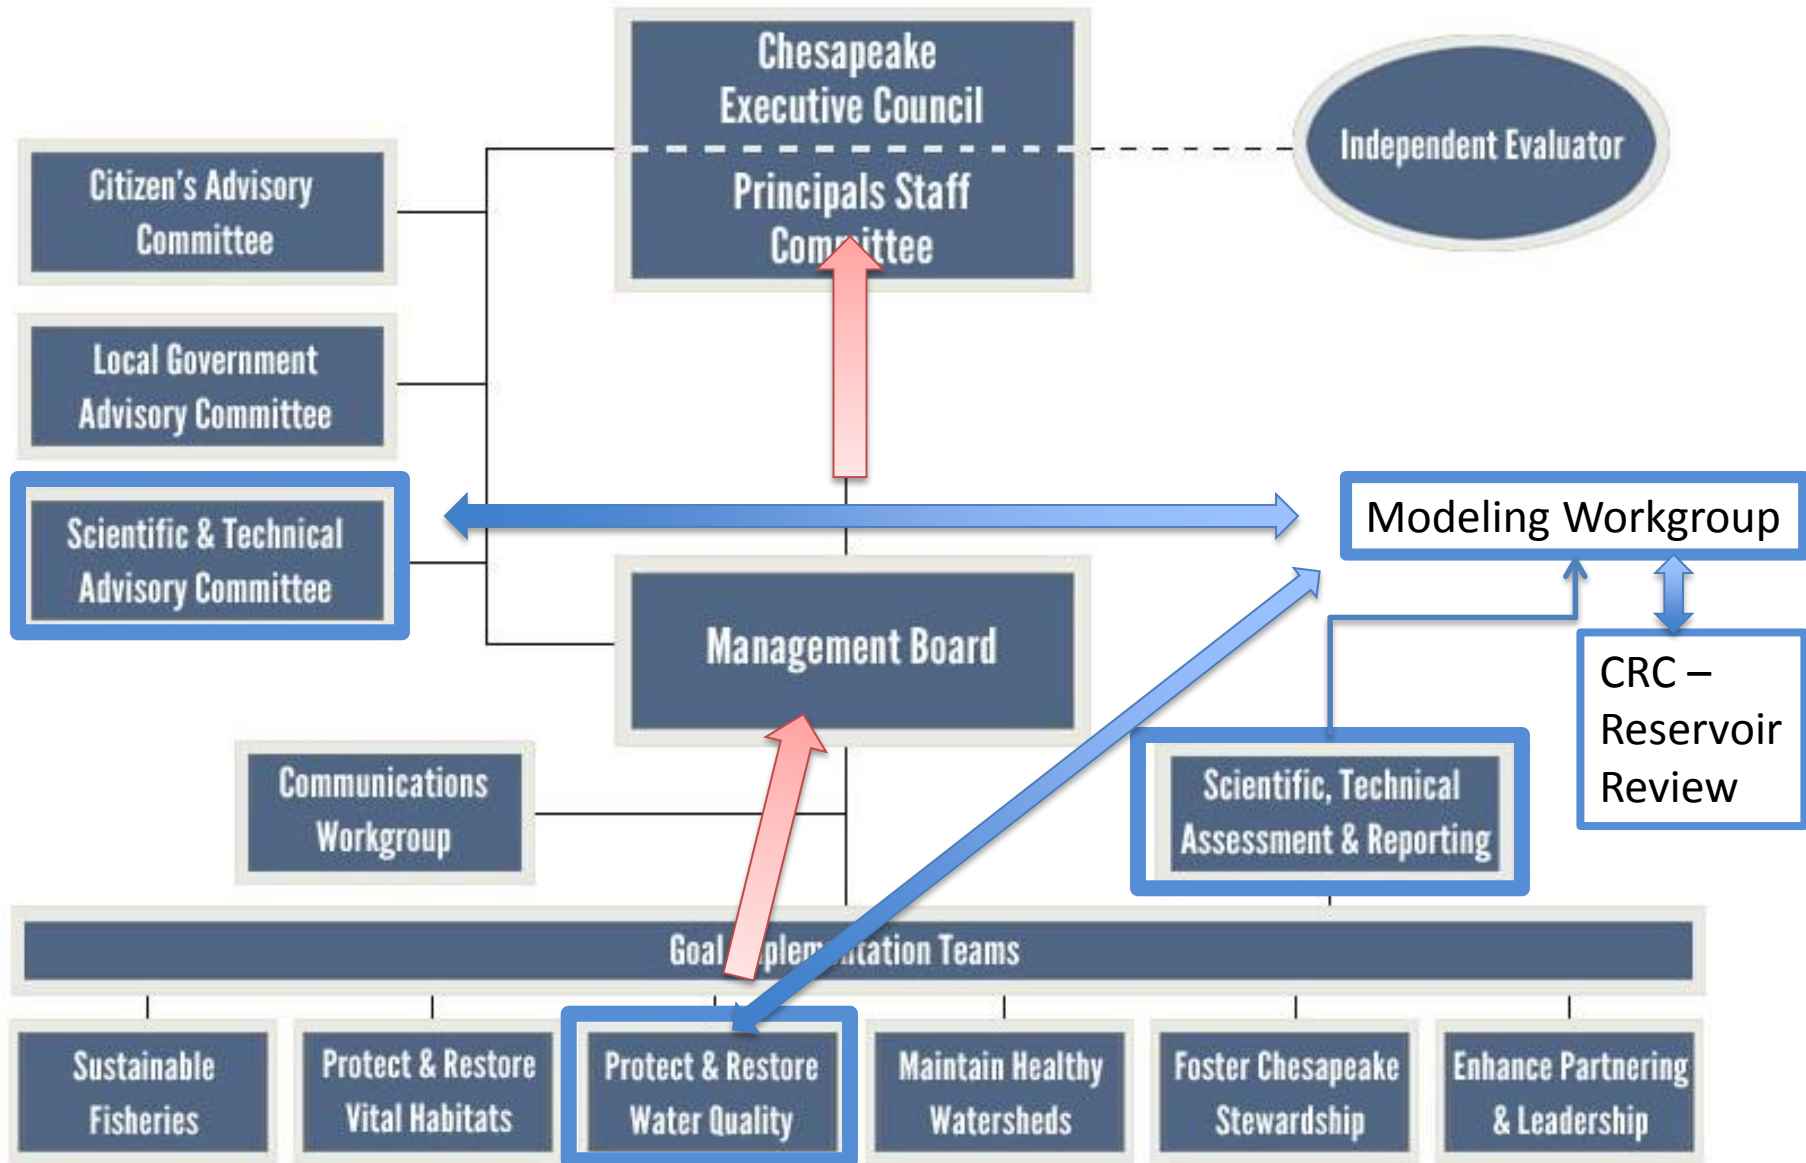 Chesapeake
Executive Council
Principals Staff
Committee
Independent Evaluator
Citizen's Advisory
Committee
Local Government
Advisory Committee
Scientific & Technical
Advisory Committee
Modeling Workgroup
CRC –
Reservoir
Review
Management Board
Communications
Workgroup
Scientific, Technical
Assessment & Reporting
Goal Implementation Teams
Sustainable
Fisheries
Protect & Restore
Vital Habitats
Protect & Restore
Water Quality
Maintain Healthy
Watersheds
Foster Chesapeake
Stewardship
Enhance Partnering
& Leadership